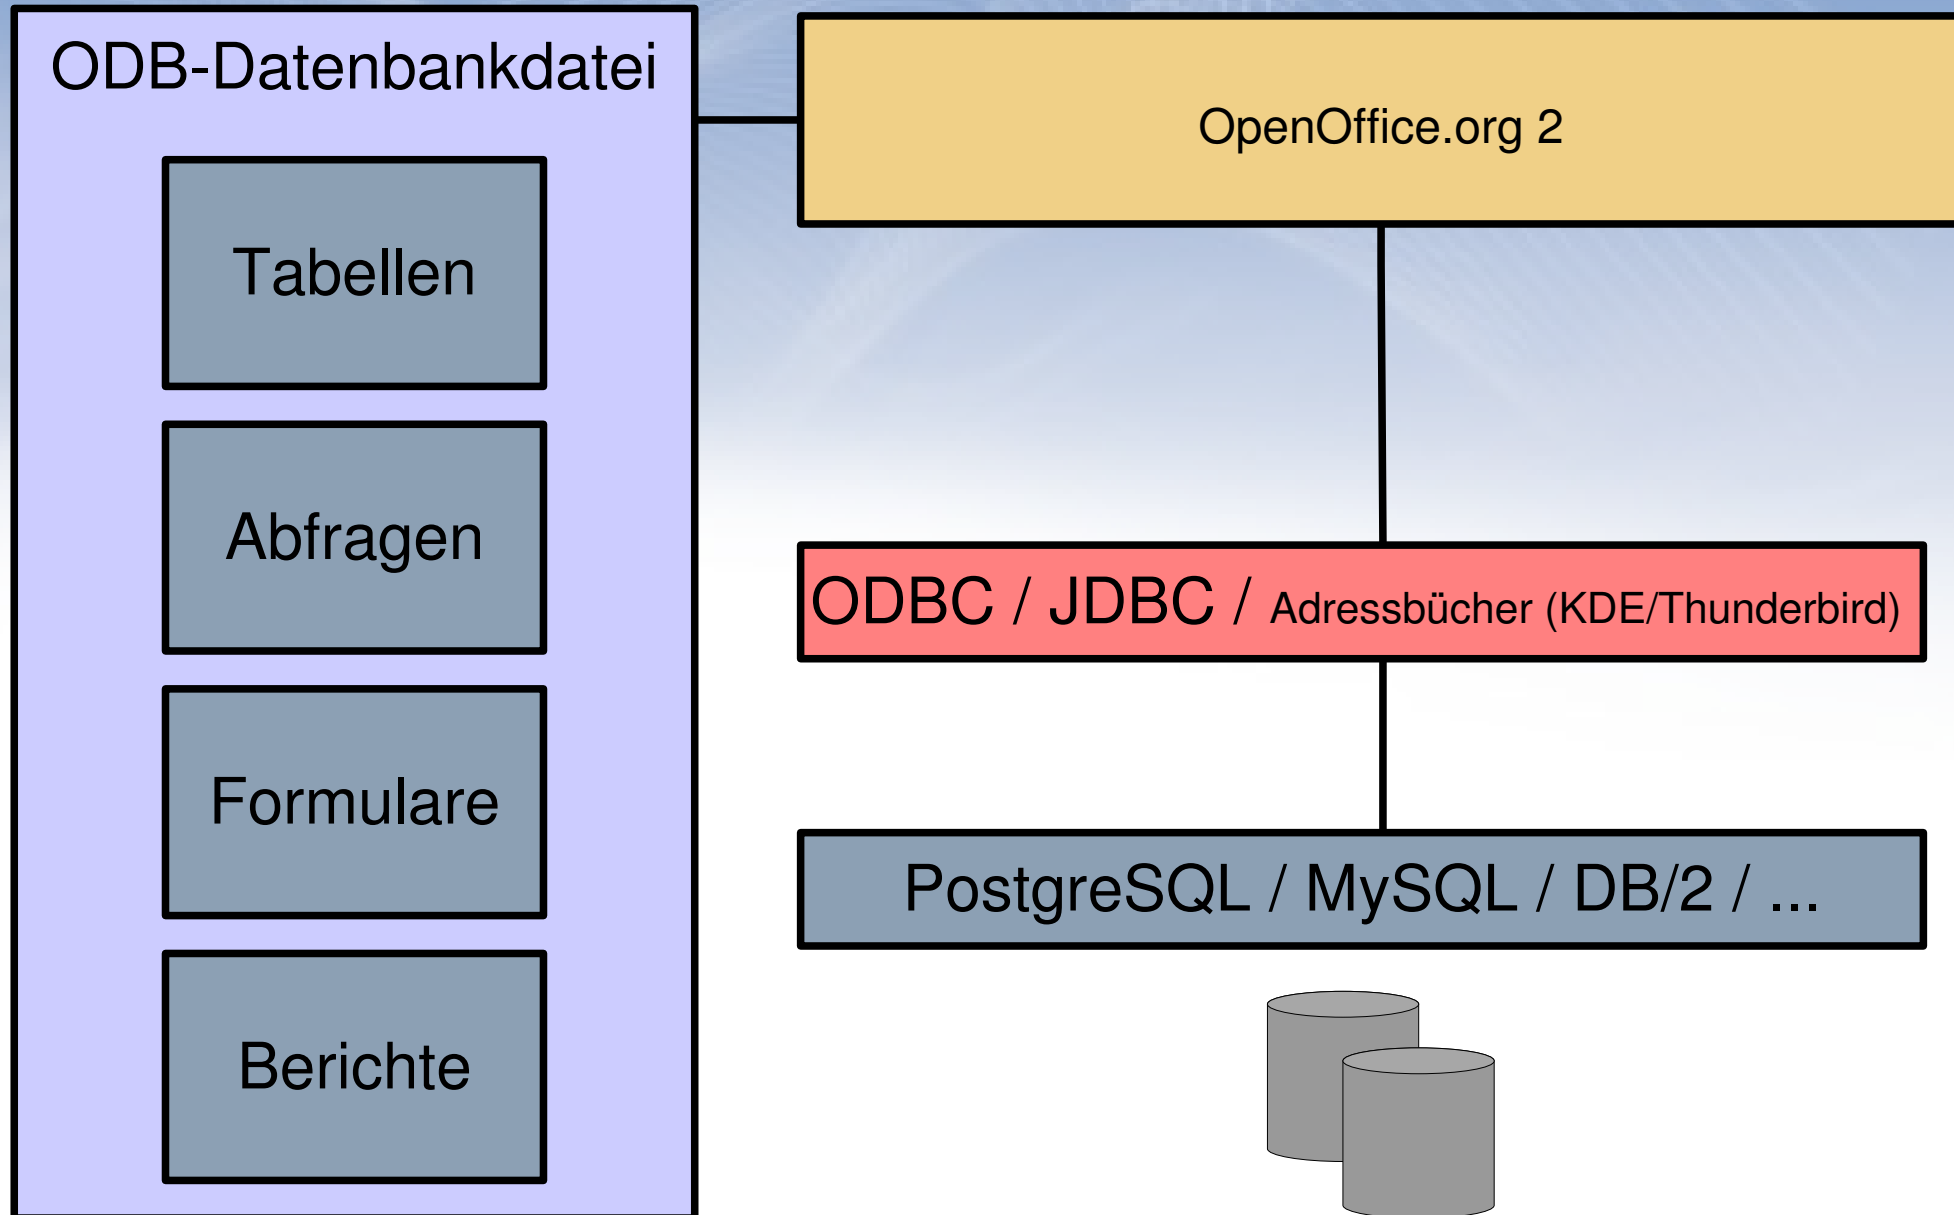 ODB-Datenbankdatei
Tabellen
Abfragen
Formulare
Berichte
OpenOffice.org 2
ODBC / JDBC / Adressbücher (KDE/Thunderbird)
PostgreSQL / MySQL / DB/2 / ...